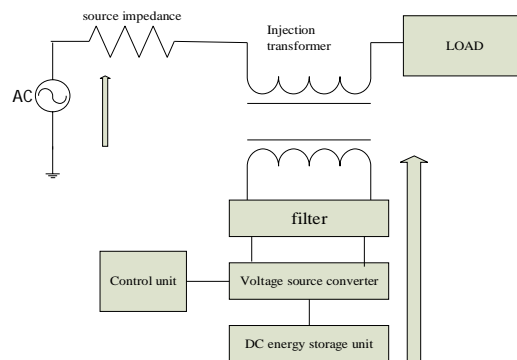 source impedance
Injection
transformer
LOAD
AC
filter
Control unit
Voltage source converter
DC energy storage unit